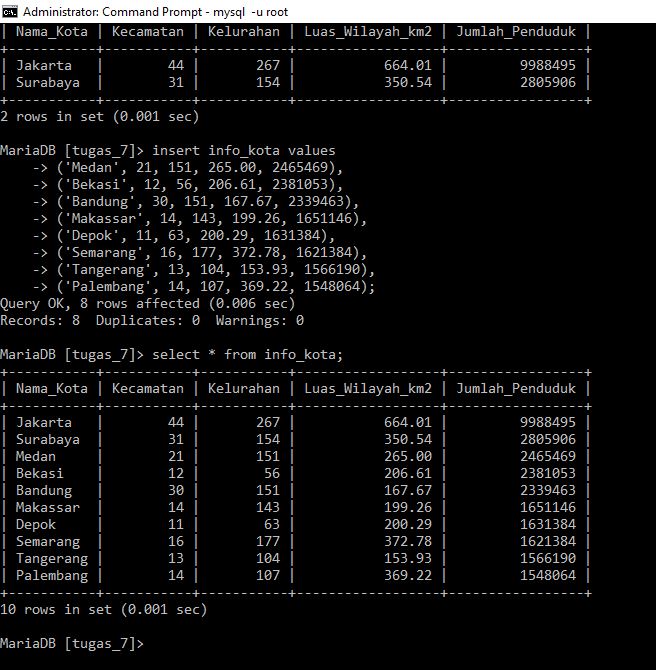 Administrator: Command Prompt - mysql  -u root
| Nama_Kota | Kecamatan | Kelurahan | Luas_Wilayah_km2 | Jumlah_Penduduk |
+-----------+-----------+-----------+------------------+-----------------+
| Jakarta   |        44 |       267 |           664.01 |         9988495 |
| Surabaya  |        31 |       154 |           350.54 |         2805906 |
+-----------+-----------+-----------+------------------+-----------------+
2 rows in set (0.001 sec)
MariaDB [tugas_7]> insert info_kota values
    -> ('Medan', 21, 151, 265.00, 2465469),
    -> ('Bekasi', 12, 56, 206.61, 2381053),
    -> ('Bandung', 30, 151, 167.67, 2339463),
    -> ('Makassar', 14, 143, 199.26, 1651146),
    -> ('Depok', 11, 63, 200.29, 1631384),
    -> ('Semarang', 16, 177, 372.78, 1621384),
    -> ('Tangerang', 13, 104, 153.93, 1566190),
    -> ('Palembang', 14, 107, 369.22, 1548064);
Query OK, 8 rows affected (0.006 sec)
Records: 8  Duplicates: 0  Warnings: 0
MariaDB [tugas_7]> select * from info_kota;
+-----------+-----------+-----------+------------------+-----------------+
| Nama_Kota | Kecamatan | Kelurahan | Luas_Wilayah_km2 | Jumlah_Penduduk |
+-----------+-----------+-----------+------------------+-----------------+
| Jakarta   |        44 |       267 |           664.01 |         9988495 |
| Surabaya  |        31 |       154 |           350.54 |         2805906 |
| Medan     |        21 |       151 |           265.00 |         2465469 |
| Bekasi    |        12 |        56 |           206.61 |         2381053 |
| Bandung   |        30 |       151 |           167.67 |         2339463 |
| Makassar  |        14 |       143 |           199.26 |         1651146 |
| Depok     |        11 |        63 |           200.29 |         1631384 |
| Semarang  |        16 |       177 |           372.78 |         1621384 |
| Tangerang |        13 |       104 |           153.93 |         1566190 |
| Palembang |        14 |       107 |           369.22 |         1548064 |
+-----------+-----------+-----------+------------------+-----------------+
10 rows in set (0.001 sec)
MariaDB [tugas_7]>